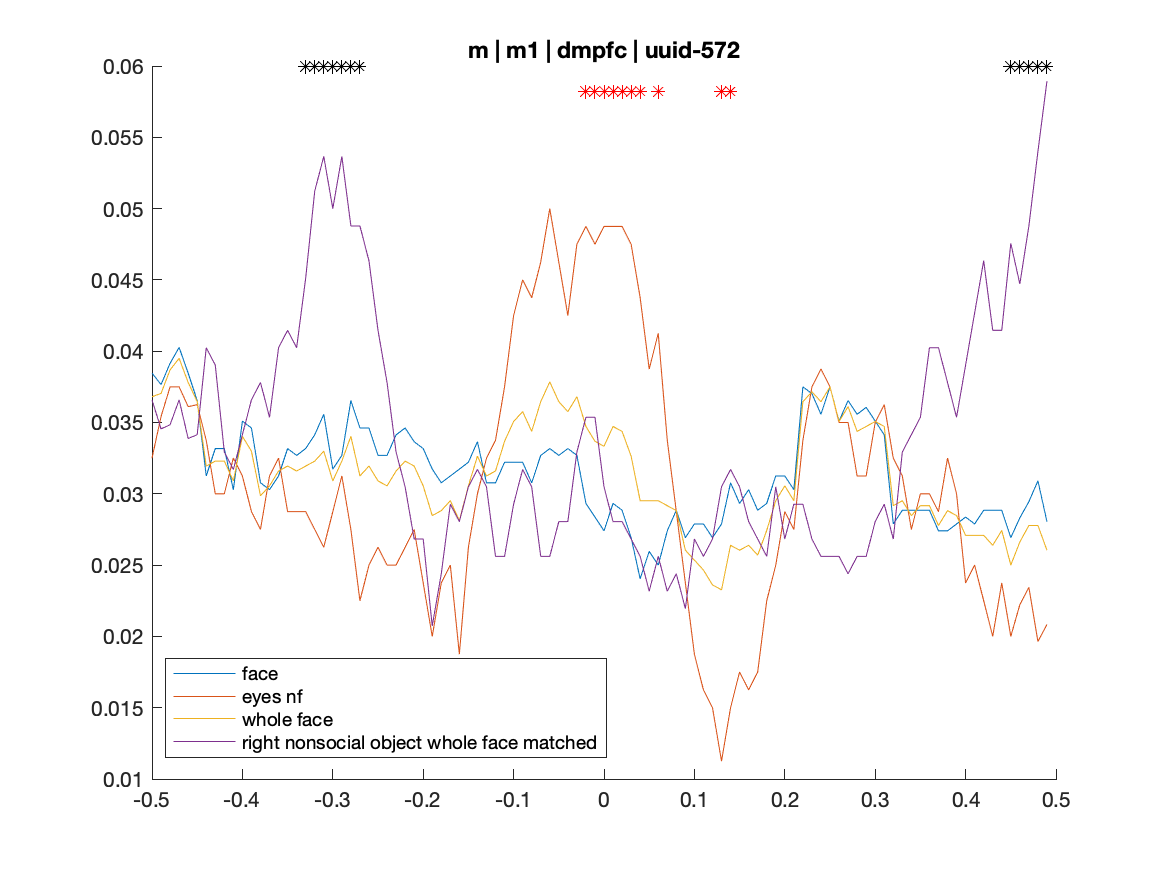 m | m1 | dmpfc | uuid-572
0.06
0.055
0.05
0.045
0.04
0.035
0.03
0.025
0.02
0.015
0.01
face
eyes nf
whole face
right nonsocial object whole face matched
-0.5 -0.4 -0.3 -0.2 -0.1 0 0.1 0.2 0.3 0.4 0.5